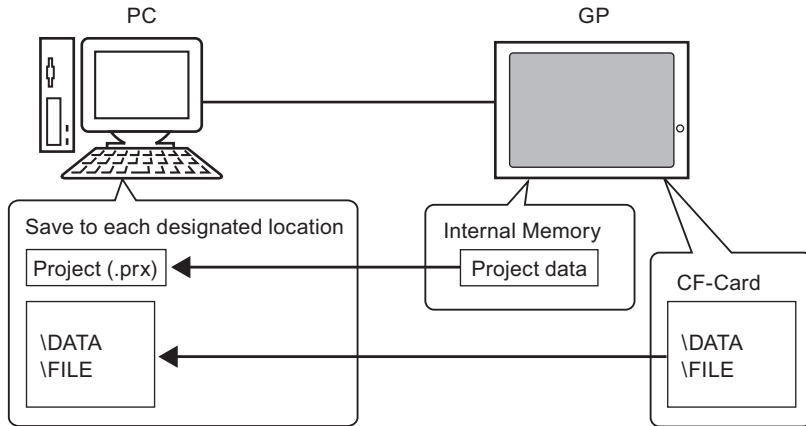 PC
GP
Save to each designated location
Project (.prx)
\DATA
\FILE
Internal Memory
Project data
CF-Card
\DATA
\FILE